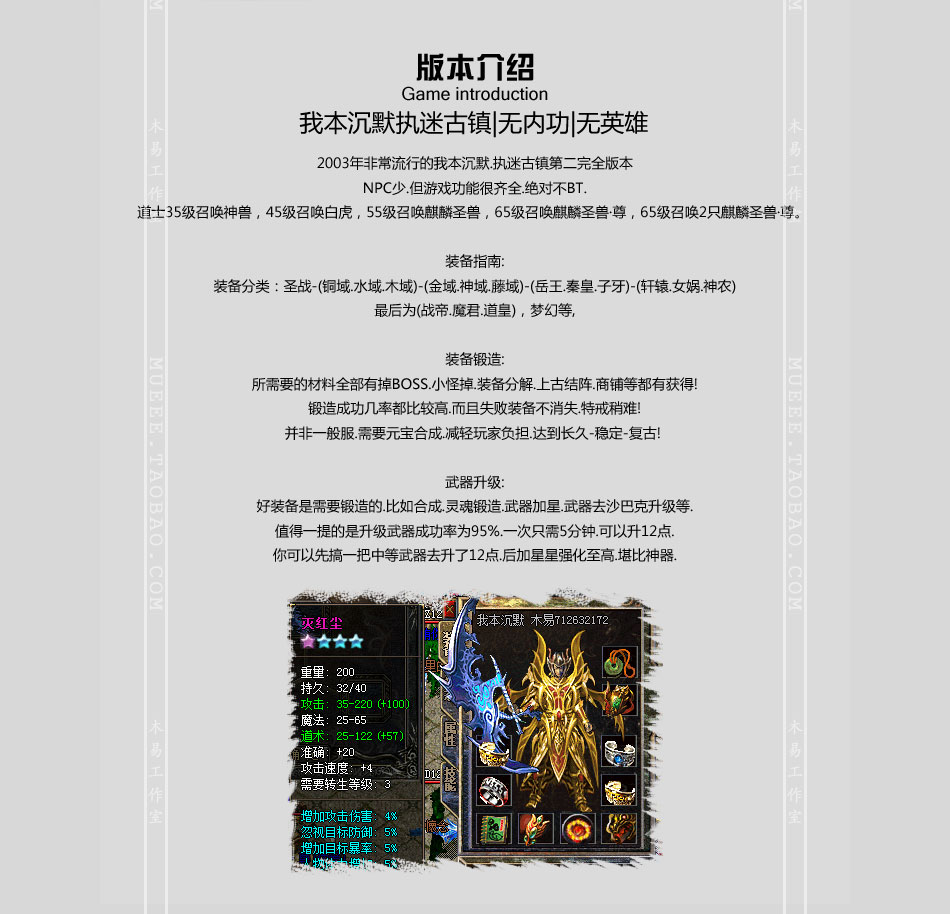 版本介绍
Game introduction
我本沉默执迷古镇|无内功|无英雄
2003年非常流行的我本沉默.执迷古镇第二完全版本
NPC少.但游戏功能很齐全.绝对不BT.
道士35级召唤神兽，45级召唤白虎，55级召唤麒麟圣兽，65级召唤麒麟圣兽·尊，65级召唤2只麒麟圣兽·尊。
装备指南:
装备分类：圣战-(铜域.水域.木域)-(金域.神域.藤域)-(岳王.秦皇.子牙)-(轩辕.女娲.神农)
最后为(战帝.魔君.道皇)，梦幻等,
装备锻造:
所需要的材料全部有掉BOSS.小怪掉.装备分解.上古结阵.商铺等都有获得!
锻造成功几率都比较高.而且失败装备不消失.特戒稍难!
并非一般服.需要元宝合成.减轻玩家负担.达到长久-稳定-复古!
武器升级:
好装备是需要锻造的.比如合成.灵魂锻造.武器加星.武器去沙巴克升级等.
值得一提的是升级武器成功率为95%.一次只需5分钟.可以升12点.
你可以先搞一把中等武器去升了12点.后加星星强化至高.堪比神器.
灭红尘
重量: 200
持久: 32/40
攻击: 35-220 (+100)
魔法: 25-65
道术: 25-122 (+57)
准确: +20
攻击速度: +4
需要转生等级: 3
增加攻击伤害: 4%
忽视目标防御: 5%
增加目标暴率: 5%
我本沉默 木易712632172
木易工作室
MUEEE.TAOBAO.COM
木易工作室
木易工作
MUEEE.TAOBAO.COM
木易工作室